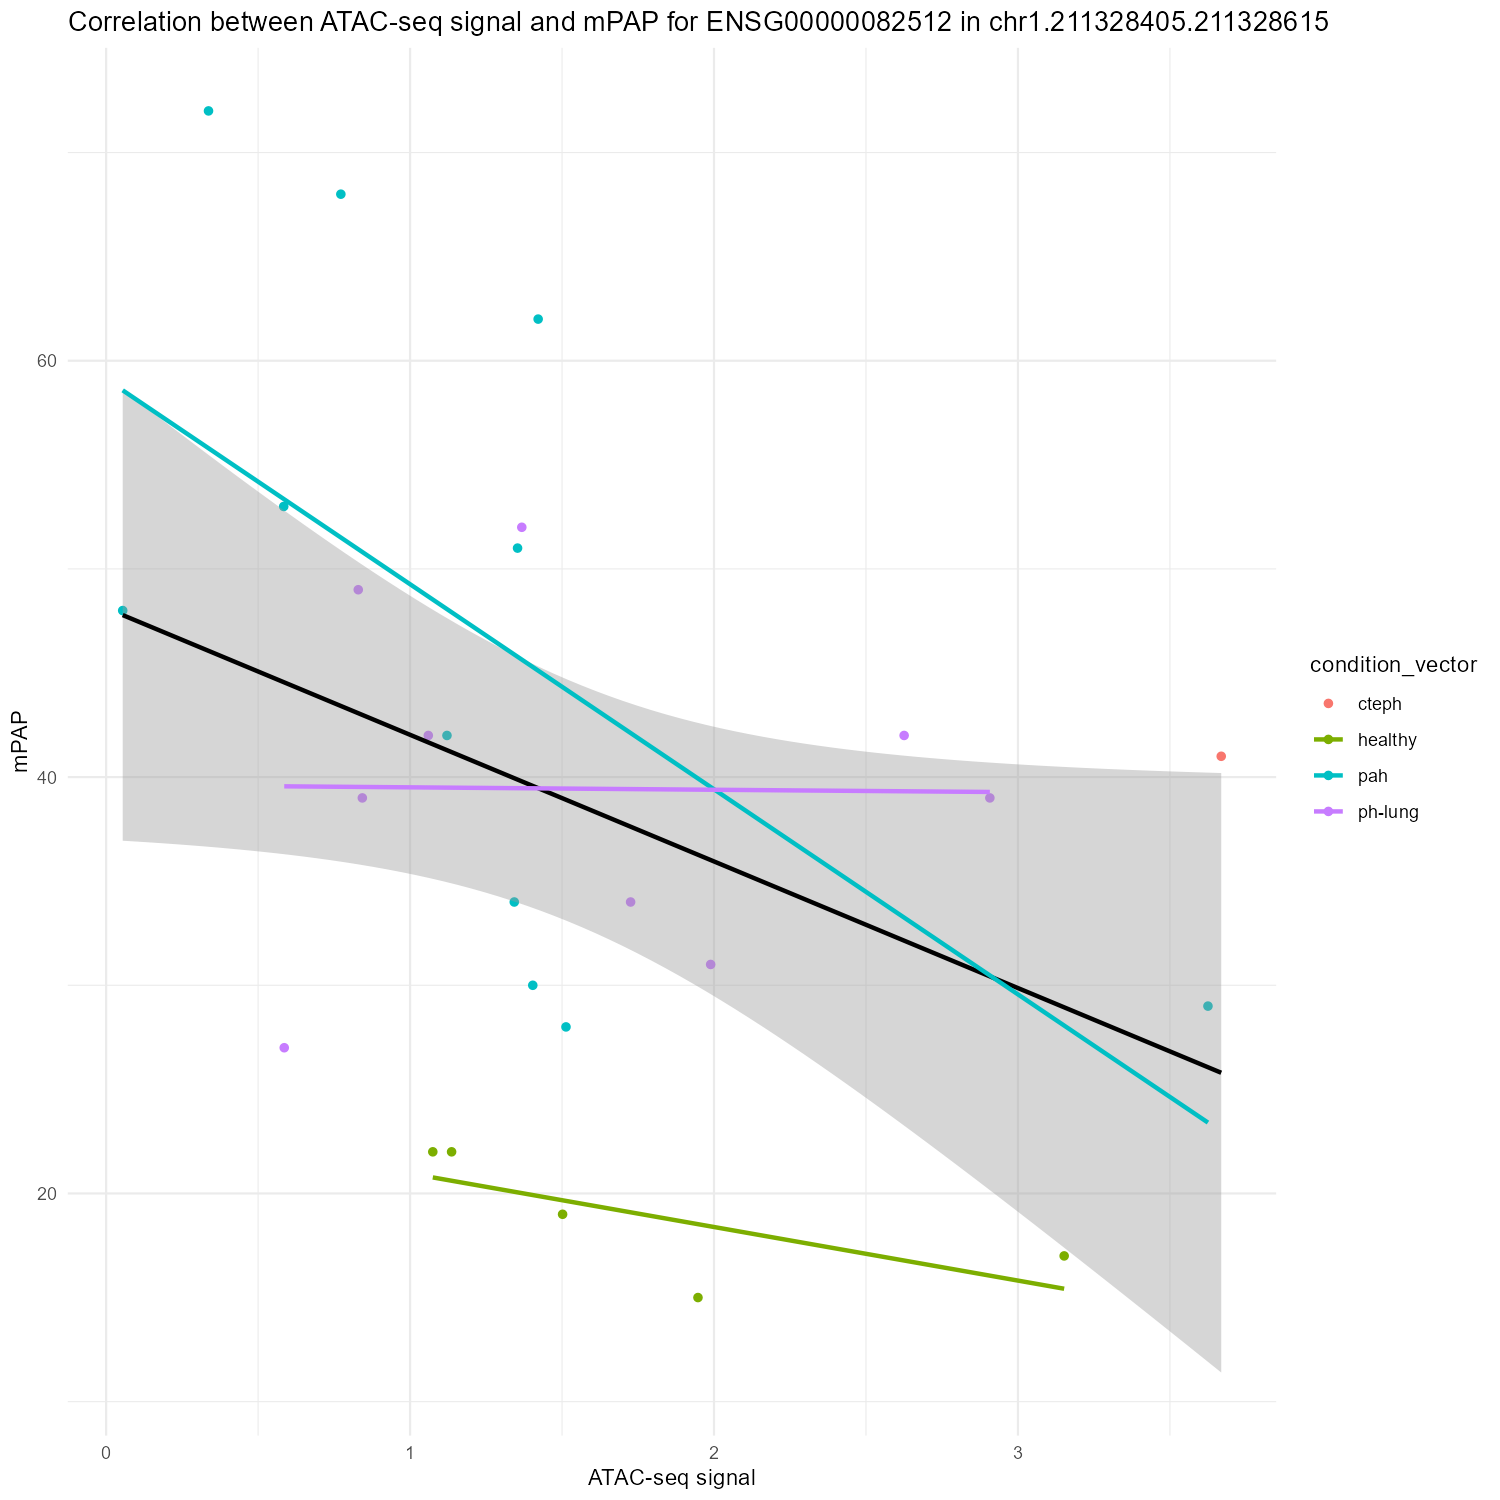 Correlation between ATAC-seq signal and mPAP for ENSG00000082512 in chr1.211328405.211328615
60
40
20
mPAP
0 1 2 3
ATAC-seq signal
condition_vector
cteph
healthy
pah
ph-lung